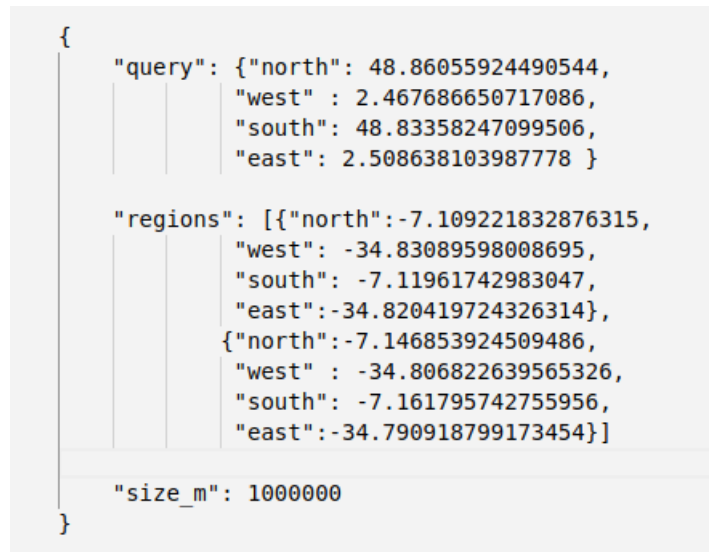 {
"query": {"north": 48.86055924490544,
"west" : 2.467686650717086,
"south": 48.83358247099506,
"east": 2.508638103987778 }
"regions": [{"north":-7.109221832876315,
"west": -34.83089598008695,
"south": -7.11961742983047,
"east":-34.820419724326314},
{"north":-7.146853924509486,
"west" : -34.806822639565326,
"south": -7.161795742755956,
"east":-34.790918799173454}]
"size_m": 1000000
}